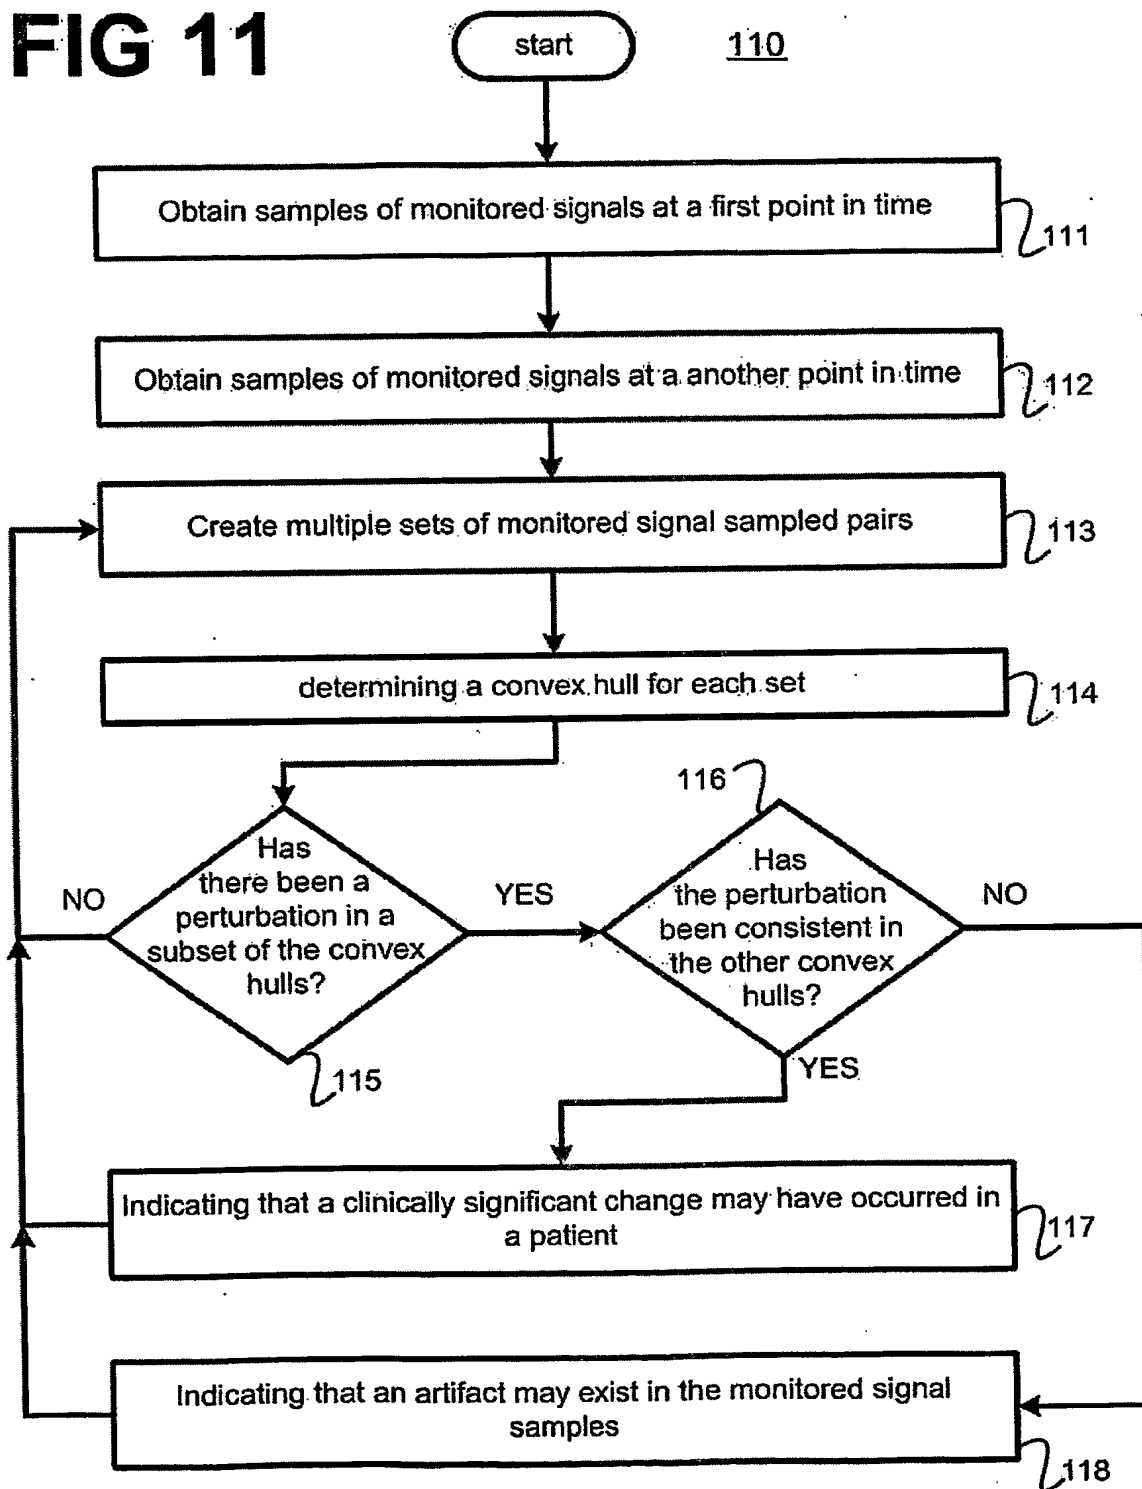 FIG 11
start
110
Obtain samples of monitored signals at a first point in time
111
Obtain samples of monitored signals at a another point in time
112
Create multiple sets of monitored signal sampled pairs
113
determining a convex hull for each set
114
116
Has
there been a
perturbation in a
subset of the convex
hulls?
NO
YES
115
Has
the perturbation
been consistent in
the other convex
hulls?
NO
YES
Indicating that a clinically significant change may have occurred in
a patient
117
Indicating that an artifact may exist in the monitored signal
samples
118